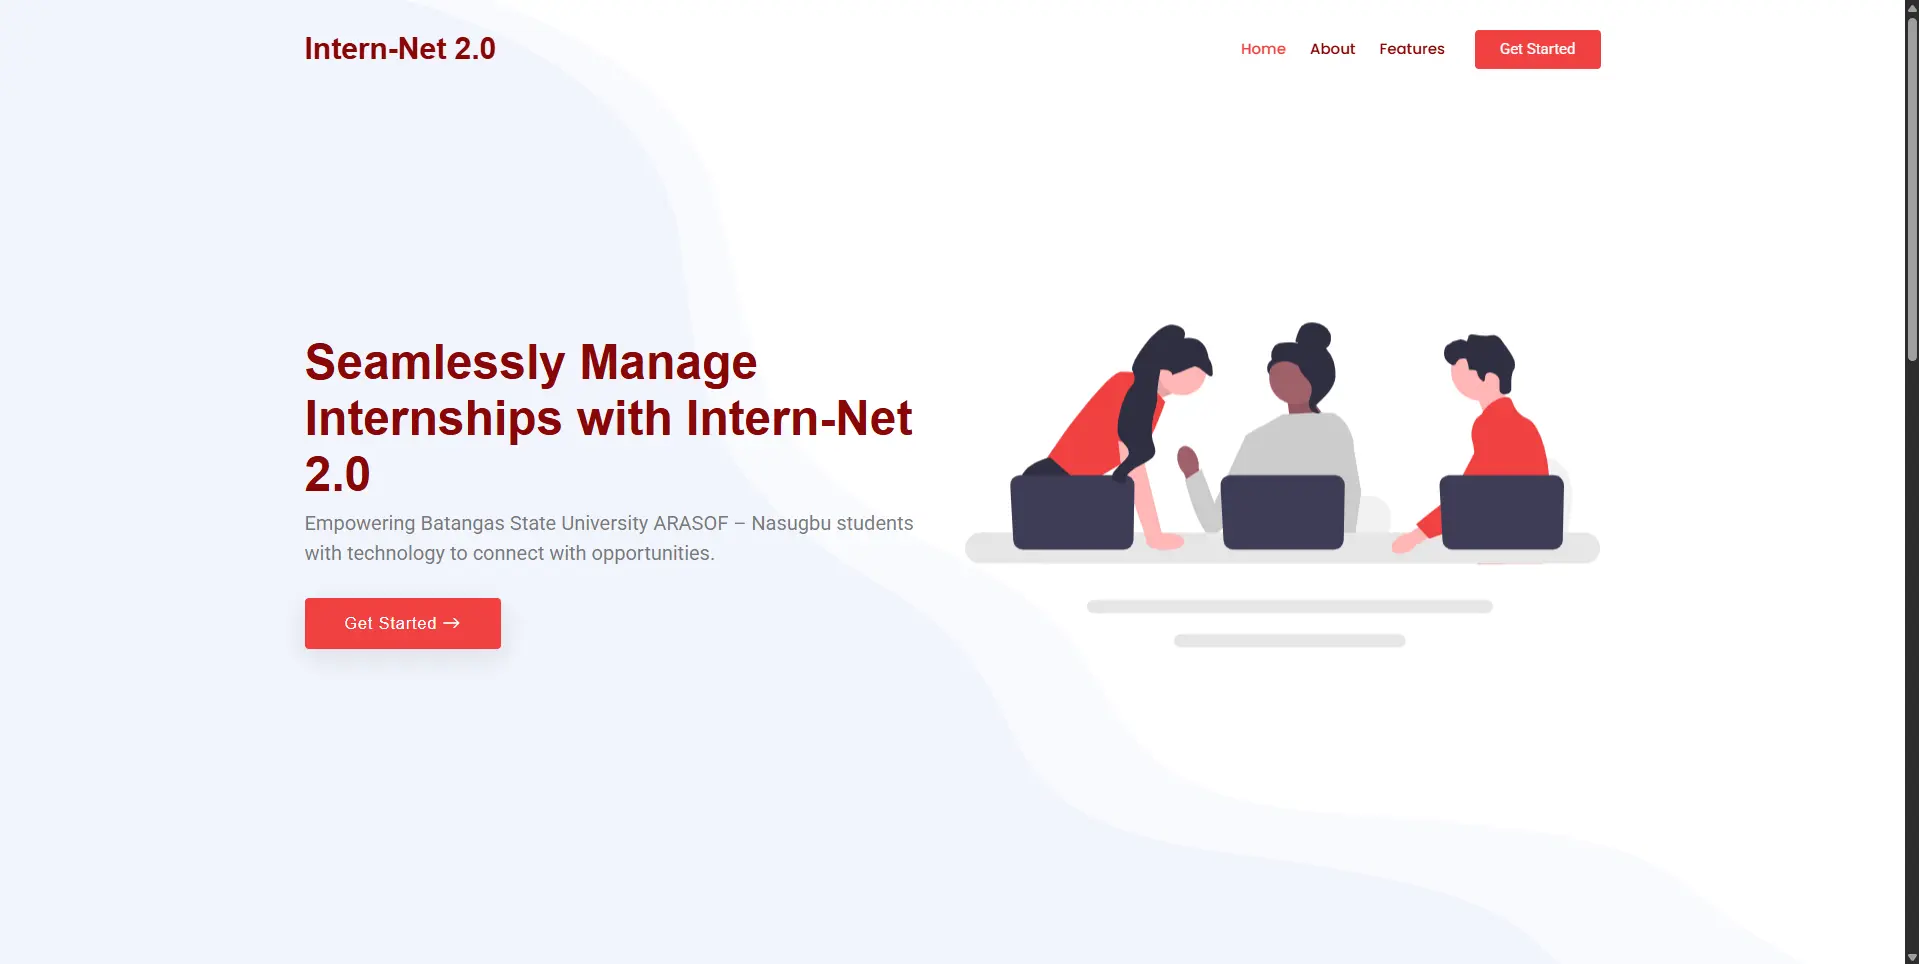 Intern-Net 2.0
Home About Features Get Started
Seamlessly Manage
Internships with Intern-Net
2.0
Empowering Batangas State University ARASOF – Nasugbu students
with technology to connect with opportunities.
Get Started →